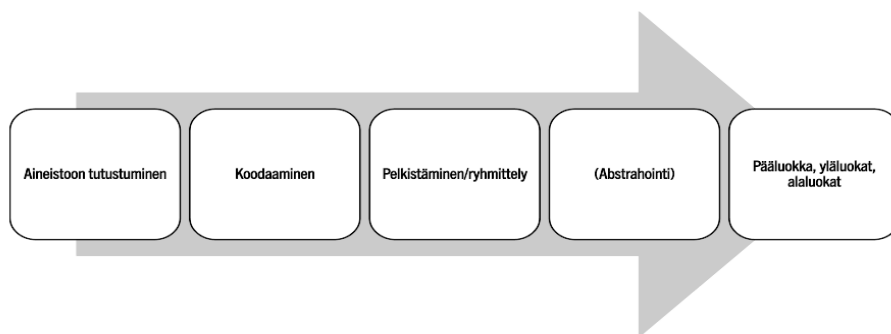 Aineistoon tutustuminen
Koodaaminen
Pelkistäminen/ryhmittely
(Abstrahointi)
Pääluokka, yläluokat,
alaluokat